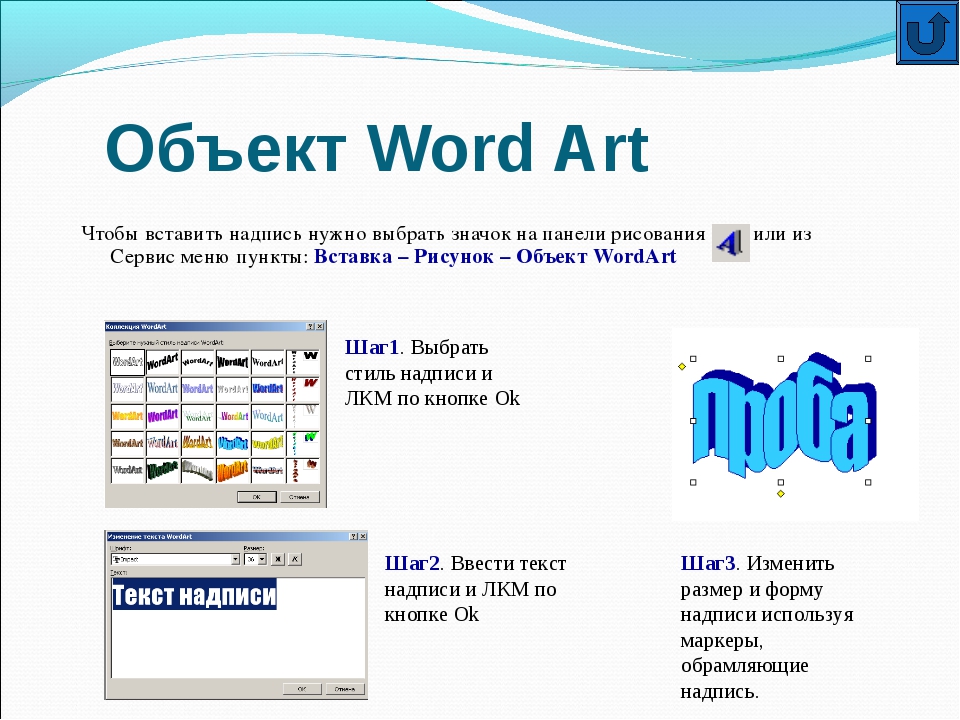 Объект Word Art
Чтобы вставить надпись нужно выбрать значок на панели рисования или из
Сервис меню пункты: Вставка – Рисунок – Объект WordArt
Коллекция WordArt
Выберите нужный стиль надписи WordArt:
WordArt WordArt WordArt WordArt WordArt W
WordArt WordArt WordArt WordArt WordArt W
WordArt WordArt WordArt WordArt WordArt W
WordArt WordArt WordArt WordArt WordArt W
WordArt WordArt WordArt WordArt WordArt W
ОК Отмена
Шаг1. Выбрать
стиль надписи и
ЛКМ по кнопке Ok
проба
Изменение текста WordArt
Шрифт: Размер:
Impact 36 Ж К
Текст:
Текст надписи
ОК Отмена
Шаг2. Ввести текст
надписи и ЛКМ по
кнопке Ok
Шаг3. Изменить
размер и форму
надписи используя
маркеры,
обрамляющие
надпись.